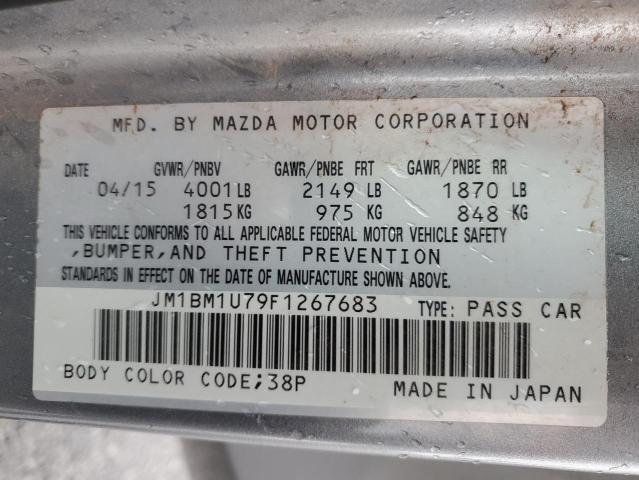 MFD. BY MAZDA MOTOR CORPORATION
DATE GVWR/PNBV GAWR/PNBE FRT GAWR/PNBE RR
04/15 4001 LB 2149 LB 1870 LB
1815 KG 975 KG 848 KG
THIS VEHICLE CONFORMS TO ALL APPLICABLE FEDERAL MOTOR VEHICLE SAFETY
,BUMPER,AND THEFT PREVENTION
STANDARDS IN EFFECT ON THE DATE OF MANUFACTURE SHOWN ABOVE.
JM1BM1U79F1267683 TYPE: PASS CAR
BODY COLOR CODE;38P MADE IN JAPAN